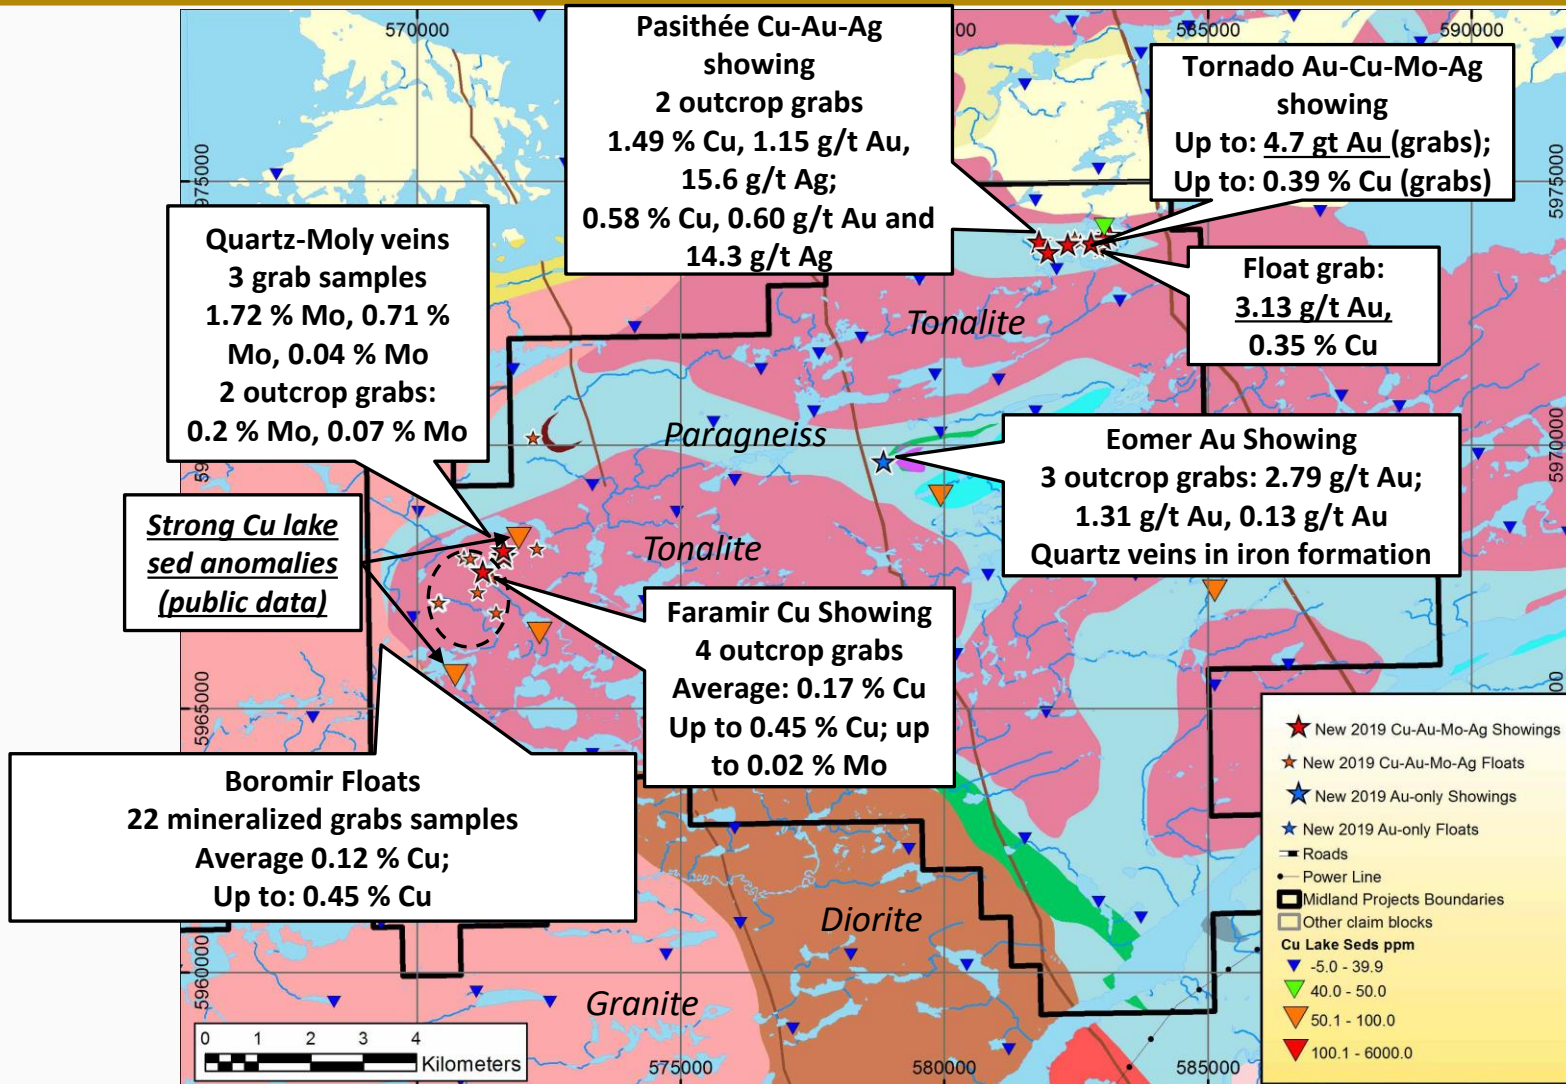 570000
585000
590000
Pasithée Cu-Au-Ag
showing
2 outcrop grabs
1.49 % Cu, 1.15 g/t Au,
15.6 g/t Ag;
0.58 % Cu, 0.60 g/t Au and
14.3 g/t Ag
Tornado Au-Cu-Mo-Ag
showing
Up to: 4.7 gt Au (grabs);
Up to: 0.39 % Cu (grabs)
5975000
5975000
Quartz-Moly veins
3 grab samples
1.72 % Mo, 0.71 %
Mo, 0.04 % Mo
2 outcrop grabs:
0.2 % Mo, 0.07 % Mo
Float grab:
3.13 g/t Au,
0.35 % Cu
Tonalite
Paragneiss
Eomer Au Showing
3 outcrop grabs: 2.79 g/t Au;
1.31 g/t Au, 0.13 g/t Au
Quartz veins in iron formation
5970000
Strong Cu lake
sed anomalies
(public data)
Tonalite
Faramir Cu Showing
4 outcrop grabs
Average: 0.17 % Cu
Up to 0.45 % Cu; up
to 0.02 % Mo
5965000
Boromir Floats
22 mineralized grabs samples
Average 0.12 % Cu;
Up to: 0.45 % Cu
New 2019 Cu-Au-Mo-Ag Showings
New 2019 Cu-Au-Mo-Ag Floats
New 2019 Au-only Showings
New 2019 Au-only Floats
Roads
Power Line
Midland Projects Boundaries
Other claim blocks
Cu Lake Seds ppm
-5.0 - 39.9
40.0 - 50.0
50.1 - 100.0
100.1 - 6000.0
Diorite
5960000
Granite
0 1 2 3 4
Kilometers
575000
580000
585000